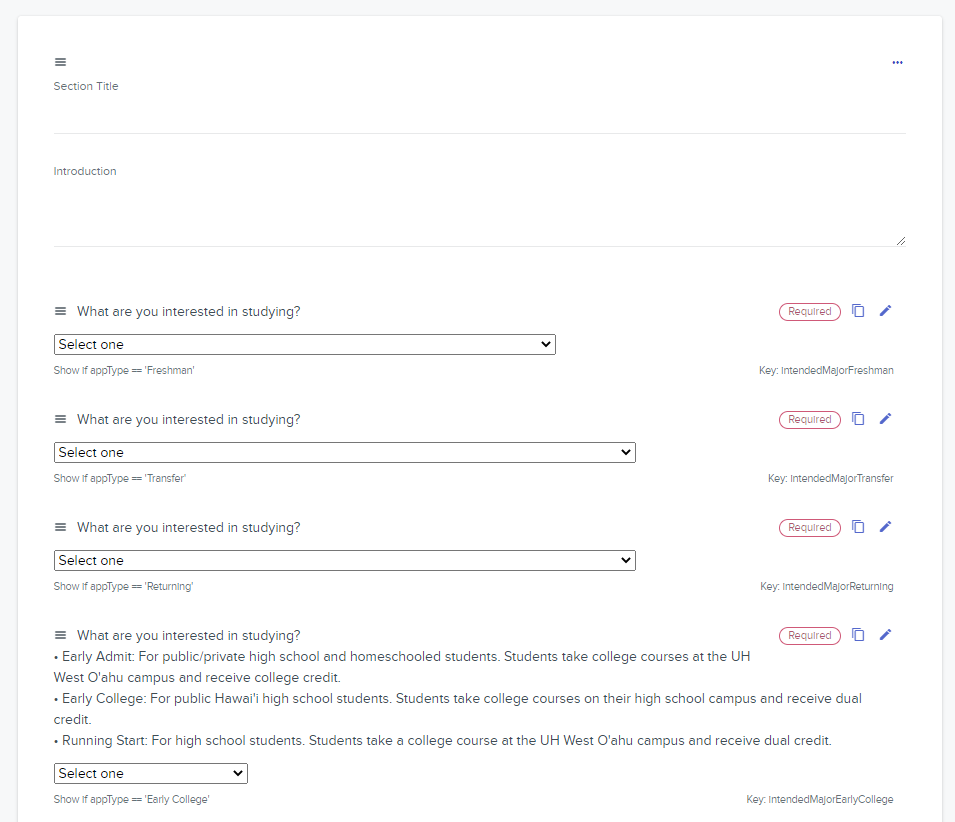 Section Title
Introduction
What are you interested in studying?
Required
Select one
Show if appType == 'Freshman'
Key: intendedMajorFreshman
What are you interested in studying?
Required
Select one
Show if appType == 'Transfer'
Key: intendedMajorTransfer
What are you interested in studying?
Required
Select one
Show if appType == 'Returning'
Key: intendedMajorReturning
What are you interested in studying?
Required
• Early Admit: For public/private high school and homeschooled students. Students take college courses at the UH
West O'ahu campus and receive college credit.
• Early College: For public Hawai'i high school students. Students take college courses on their high school campus and receive dual
credit.
• Running Start: For high school students. Students take a college course at the UH West O'ahu campus and receive dual credit.
Select one
Show if appType == 'Early College'
Key: intendedMajorEarlyCollege